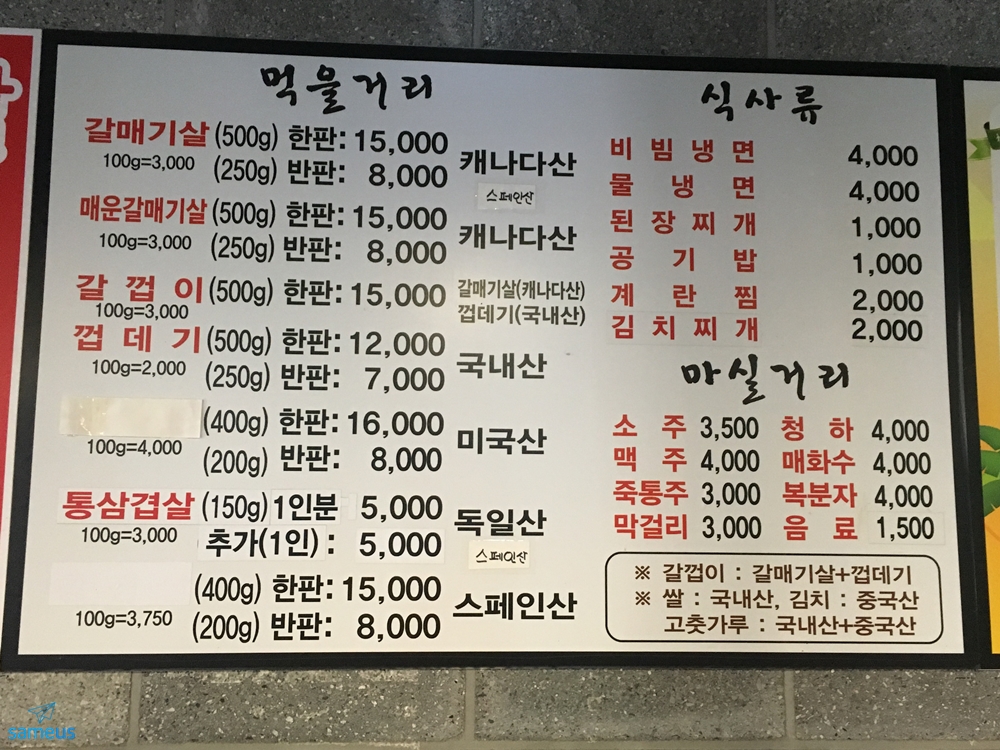 먹을거리
갈매기살 (500g) 한판: 15,000
100g=3,000 (250g) 반판: 8,000
캐나다산
스페인산
매운갈매기살 (500g) 한판: 15,000
100g=3,000 (250g) 반판: 8,000
캐나다산
갈껍이 (500g) 한판: 15,000
100g=3,000
갈매기살(캐나다산)
껍데기(국내산)
껍데기 (500g) 한판: 12,000
100g=2,000 (250g) 반판: 7,000
국내산
(400g) 한판: 16,000
100g=4,000 (200g) 반판: 8,000
미국산
통삼겹살 (150g) 1인분 5,000
100g=3,000 추가(1인) : 5,000
독일산
스페인산
(400g) 한판: 15,000
100g=3,750 (200g) 반판: 8,000
스페인산
식사류
비빔냉면 4,000
물냉면 4,000
된장찌개 1,000
공기밥 1,000
계란찜 2,000
김치찌개 2,000
마실거리
소주 3,500 청하 4,000
맥주 4,000 매화수 4,000
죽통주 3,000 복분자 4,000
막걸리 3,000 음료 1,500
※ 갈껍이 : 갈매기살+껍데기
※ 쌀 : 국내산, 김치 : 중국산
고춧가루 : 국내산+중국산
sameus